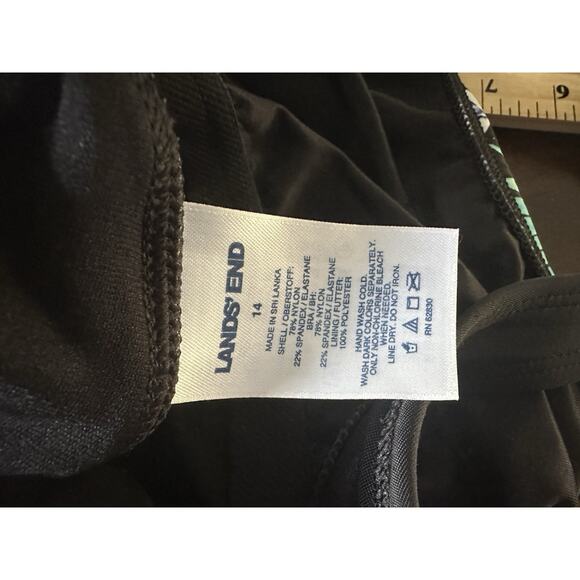 LANDS' END
14
MADE IN SRI LANKA
SHELL / OBERSTOFF:
78% NYLON
22% SPANDEX / ELASTANE
BRA / BH:
78% NYLON
22% SPANDEX / ELASTANE
LINING / FUTTER:
100% POLYESTER
HAND WASH COLD.
WASH DARK COLORS SEPARATELY.
ONLY NON-CHLORINE BLEACH
WHEN NEEDED.
LINE DRY. DO NOT IRON.
RN 62830
7
6